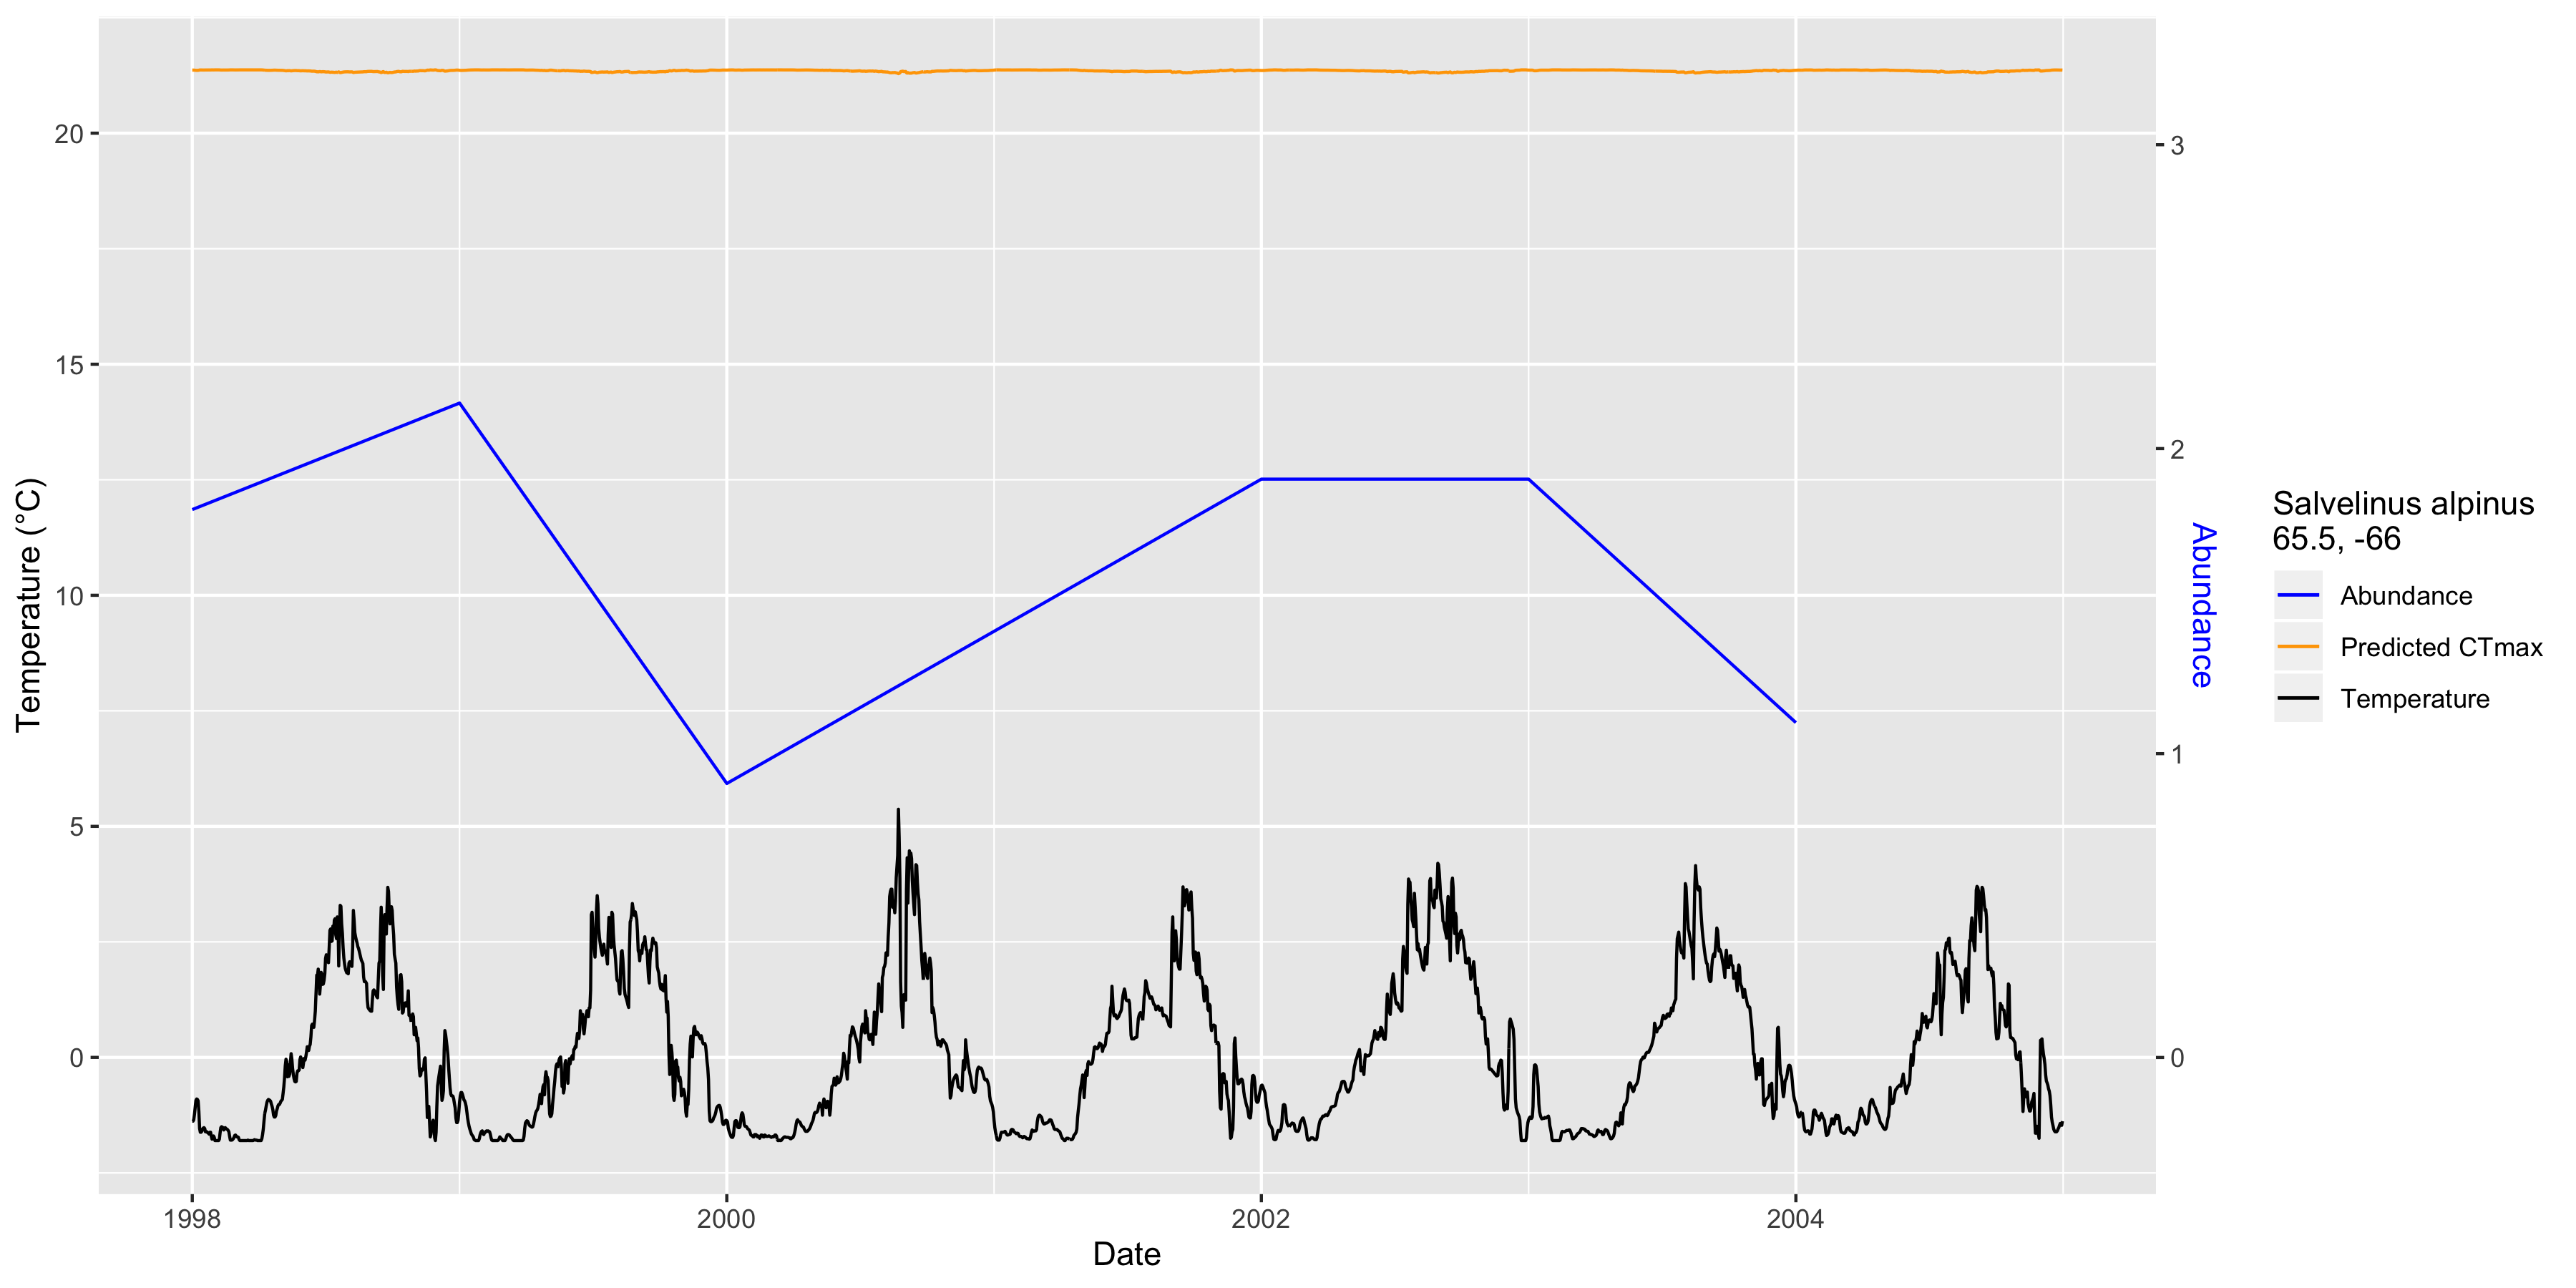 20
15
10
5
0
Temperature (°C)
1998
2000
2002
2004
Date
3
2
1
0
Abundance
Salvelinus alpinus
65.5, -66
Abundance
Predicted CTmax
Temperature